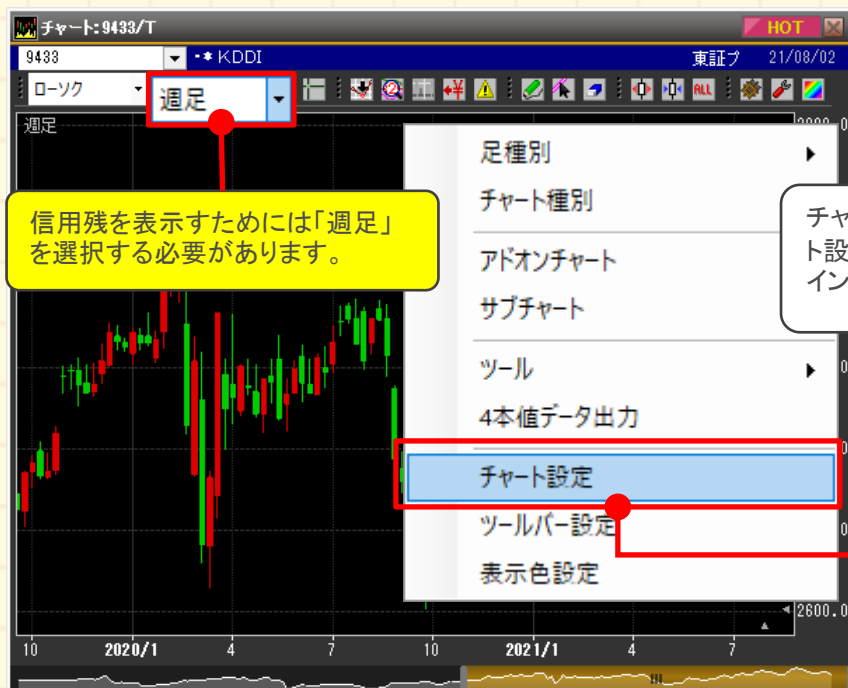 チャート:9433/T HOT
9433 KDDI 東証プ 21/08/02
ローソク 週足 ALL
週足
信用残を表示すためには「週足」
を選択する必要があります。
足種別
チャート種別
アドオンチャート
サブチャート
ツール
4本値データ出力
チャート設定
ツールバー設定
表示色設定
チャ
ト設
イン
2600.0
10 2020/1 4 7 10 2021/1 4 7